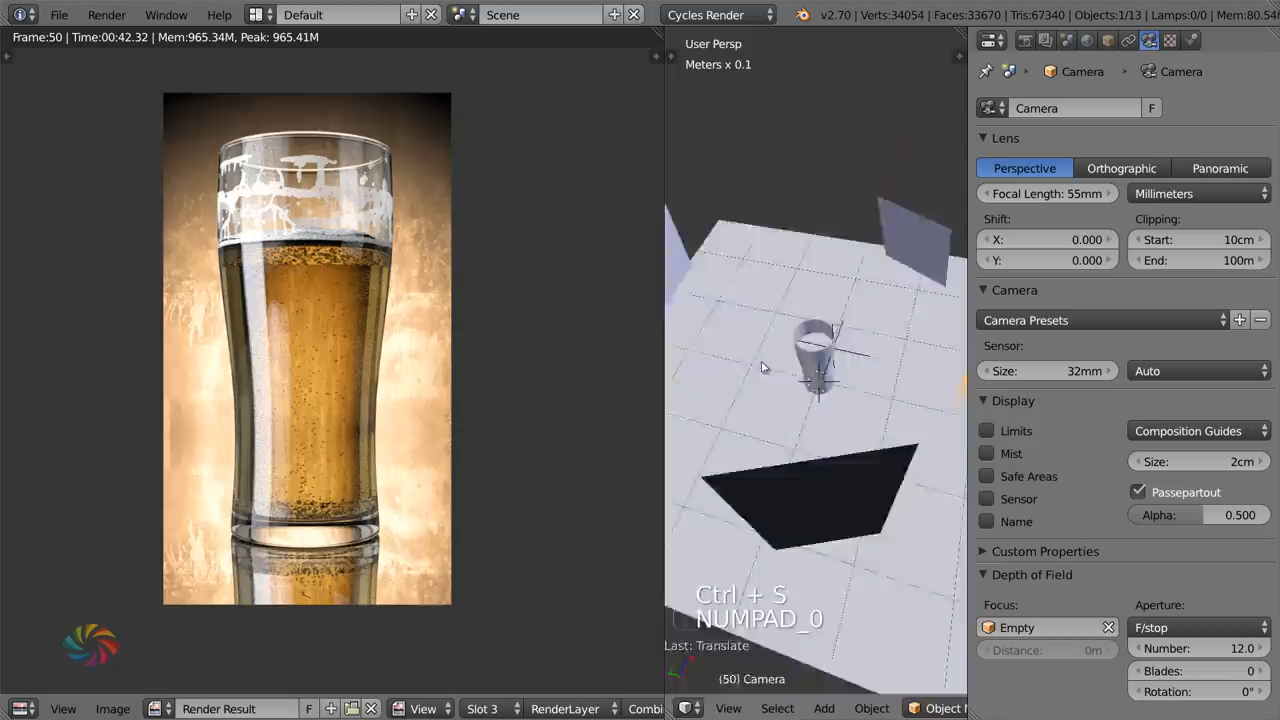 File Render Window Help Default Scene Cycles Render v2.70 | Verts:34054 | Faces:33670 | Tris:67340 | Objects:1/13 | Lamps:0/0 |
Frame:50 | Time:00:42.32 | Mem:965.34M, Peak: 965.41M
User Persp
Meters x 0.1
Camera Camera
Camera F
Lens
Perspective Orthographic Panoramic
Focal Length: 55mm Millimeters
Shift: Clipping:
X: 0.000 Start: 10cm
Y: 0.000 End: 100m
Camera
Camera Presets
Sensor:
Size: 32mm Auto
Display
Limits Composition Guides
Mist Size: 2cm
Safe Areas
Sensor Passepartout
Name Alpha: 0.500
Custom Properties
Depth of Field
Focus: Aperture:
Empty F/stop
Distance: 0m Number: 12.0
Blades: 0
Rotation: 0°
Ctrl + S
NUMPAD_0
Last: Translate
(50) Camera
View Image Render Result F View Slot 3 RenderLayer Combi View Select Add Object